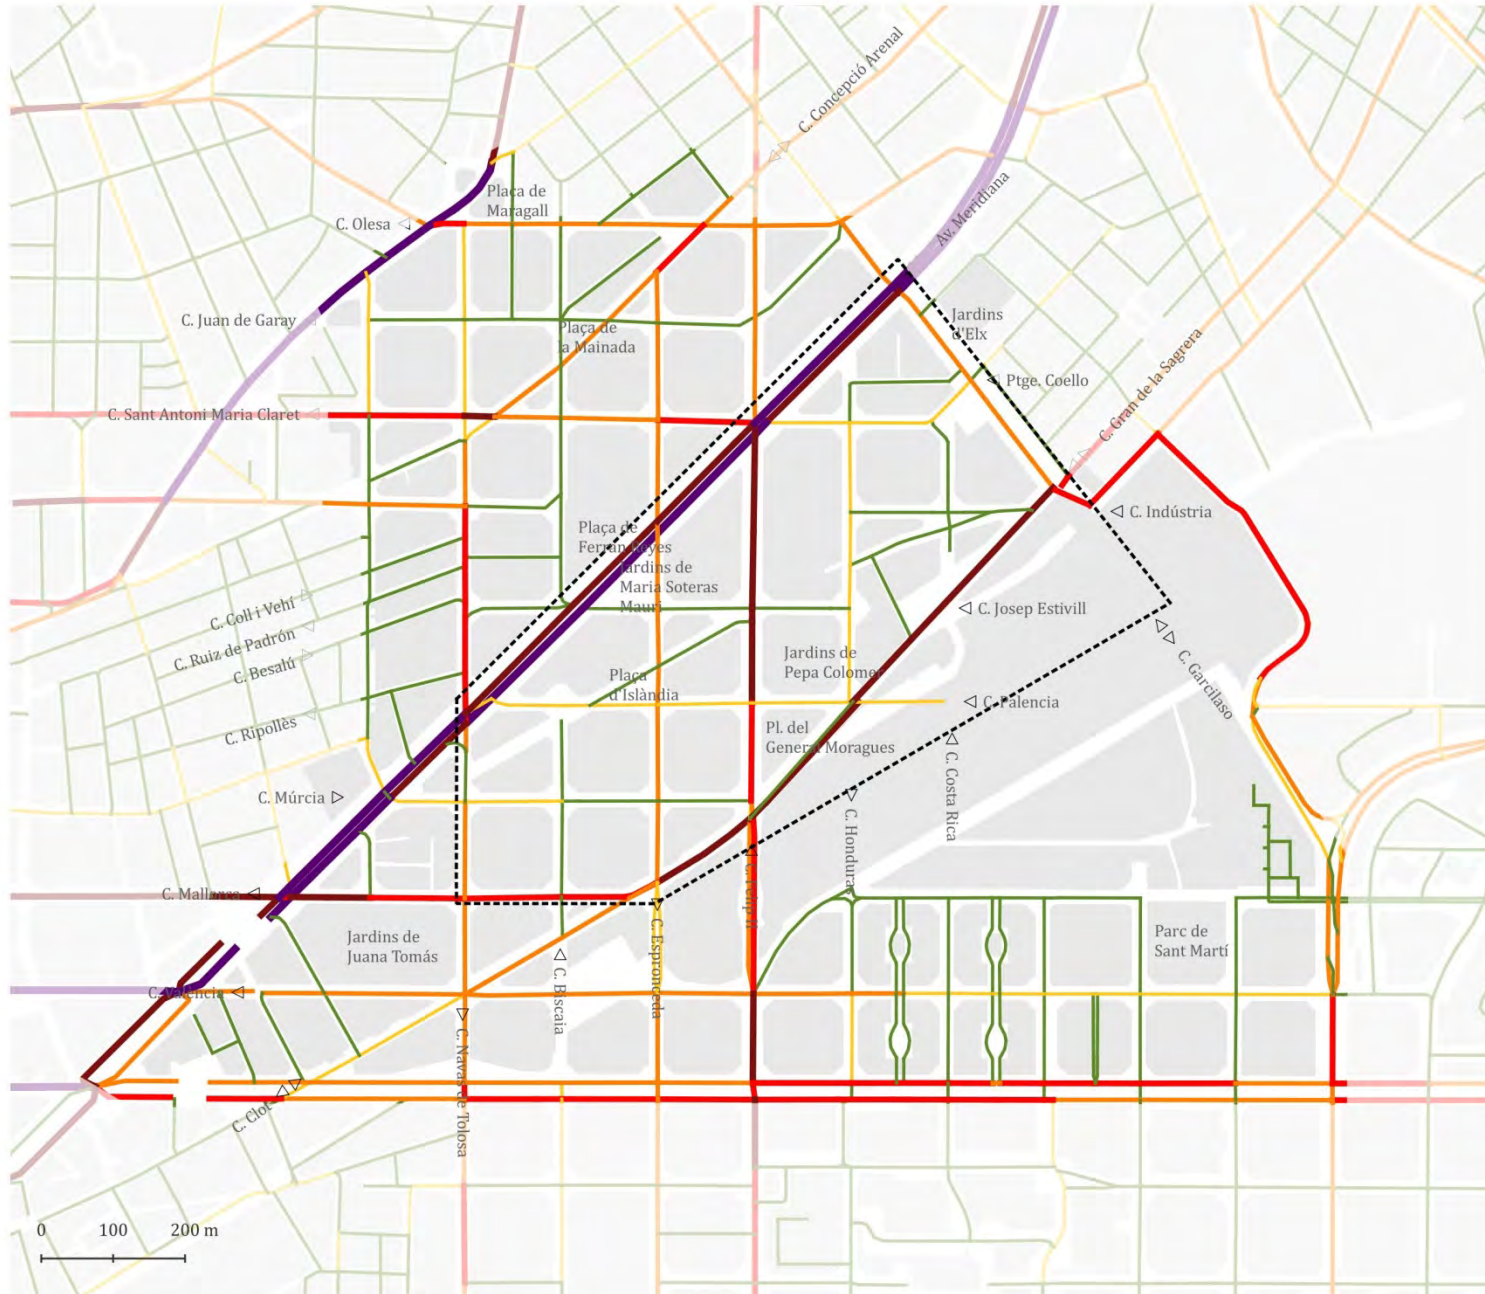 C. Concepció Arenal
Plaça de
Maragall
C. Olesa
Av. Meridiana
C. Juan de Garay
Jardins
d'Elx
Plaça de
la Mainada
Ptge. Coello
C. Gran de la Sagrera
C. Sant Antoni Maria Claret
C. Indústria
Plaça de
Ferran Reyes
Jardins de
Maria Soteras
Mauri
C. Coll i Vehí
C. Ruiz de Padrón
C. Besalú
C. Josep Estivill
Jardins de
Pepa Colomer
Plaça
d'Islàndia
C. Garcilaso
C. Palencia
C. Ripollès
Pl. del
General Moragues
C. Costa Rica
C. Múrcia
C. Honduras
C. Mallorca
C. Felip II
C. Espronceda
Jardins de
Juana Tomás
Parc de
Sant Martí
C. Biscaia
C. València
C. Navas de Tolosa
C. Clot
0 100 200 m